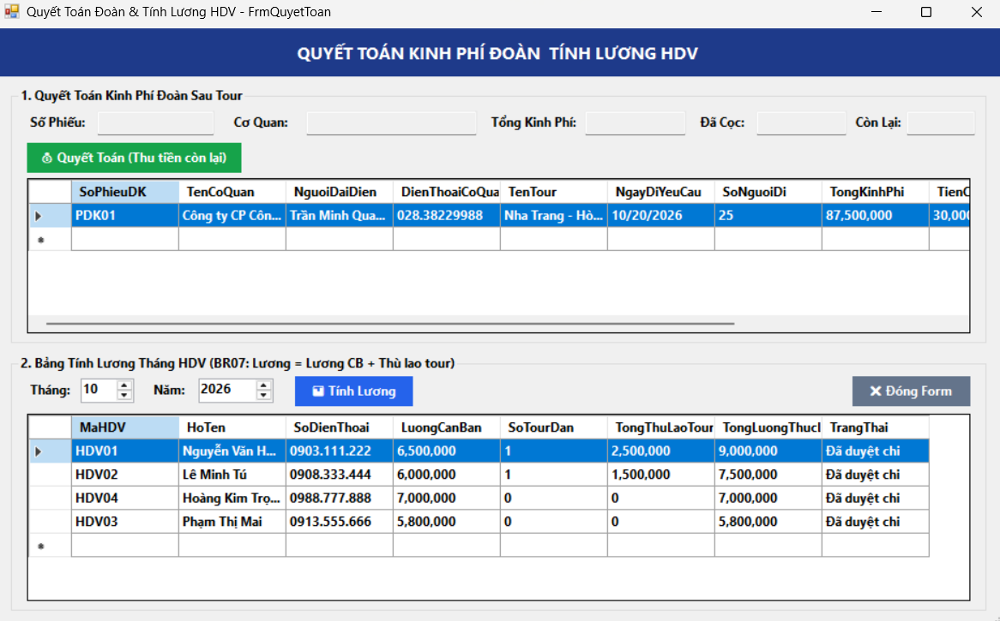 Quyết Toán Đoàn & Tính Lương HDV - FrmQuyetToan
QUYẾT TOÁN KINH PHÍ ĐOÀN TÍNH LƯƠNG HDV
1. Quyết Toán Kinh Phí Đoàn Sau Tour
Số Phiếu: Cơ Quan: Tổng Kinh Phí: Đã Cọc: Còn Lại:
Quyết Toán (Thu tiền còn lại)
SoPhieuDK TenCoQuan NguoiDaiDien DienThoaiCoQua TenTour NgayDiYeuCau SoNguoiDi TongKinhPhi TienC
PDK01 Công ty CP Côn... Trần Minh Qua... 028.38229988 Nha Trang - Hò... 10/20/2026 25 87,500,000 30,000
2. Bảng Tính Lương Tháng HDV (BR07: Lương = Lương CB + Thù lao tour)
Tháng: 10 Năm: 2026 Tính Lương Đóng Form
MaHDV HoTen SoDienThoai LuongCanBan SoTourDan TongThuLaoTour TongLuongThucl TrangThai
HDV01 Nguyễn Văn H... 0903.111.222 6,500,000 1 2,500,000 9,000,000 Đã duyệt chi
HDV02 Lê Minh Tú 0908.333.444 6,000,000 1 1,500,000 7,500,000 Đã duyệt chi
HDV04 Hoàng Kim Trọ... 0988.777.888 7,000,000 0 0 7,000,000 Đã duyệt chi
HDV03 Phạm Thị Mai 0913.555.666 5,800,000 0 0 5,800,000 Đã duyệt chi